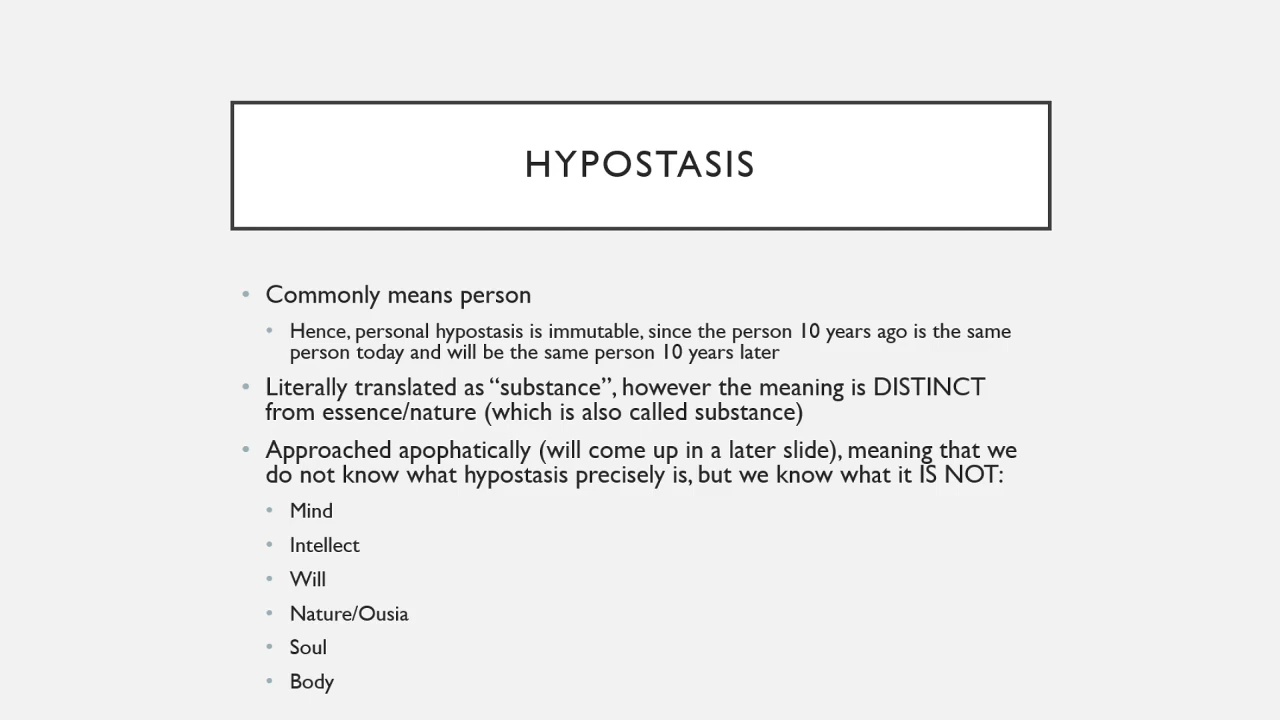 HYPOSTASIS
• Commonly means person
• Hence, personal hypostasis is immutable, since the person 10 years ago is the same
person today and will be the same person 10 years later
• Literally translated as “substance”, however the meaning is DISTINCT
from essence/nature (which is also called substance)
• Approached apophatically (will come up in a later slide), meaning that we
do not know what hypostasis precisely is, but we know what it IS NOT:
• Mind
• Intellect
• Will
• Nature/Ousia
• Soul
• Body